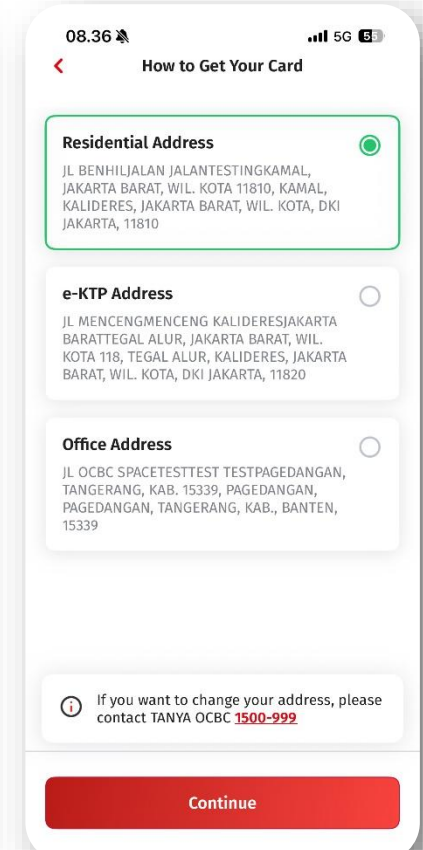 08.36
5G 55
How to Get Your Card
Residential Address
JL BENHILJALAN JALANTESTINGKAMAL,
JAKARTA BARAT, WIL. KOTA 11810, KAMAL,
KALIDERES, JAKARTA BARAT, WIL. KOTA, DKI
JAKARTA, 11810
e-KTP Address
JL MENCENGMENCENG KALIDERESJAKARTA
BARATTEGAL ALUR, JAKARTA BARAT, WIL.
KOTA 118, TEGAL ALUR, KALIDERES, JAKARTA
BARAT, WIL. KOTA, DKI JAKARTA, 11820
Office Address
JL OCBC SPACETESTTEST TESTPAGEDANGAN,
TANGERANG, KAB. 15339, PAGEDANGAN,
PAGEDANGAN, TANGERANG, KAB., BANTEN,
15339
If you want to change your address, please
contact TANYA OCBC 1500-999
Continue